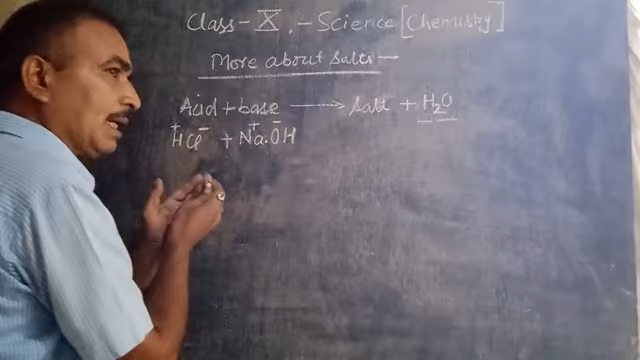 Class - X, - Science [Chemistry]
More about salts -
Acid + base → Salt + H₂O
H⁺Cl⁻ + Na⁺.O⁻H